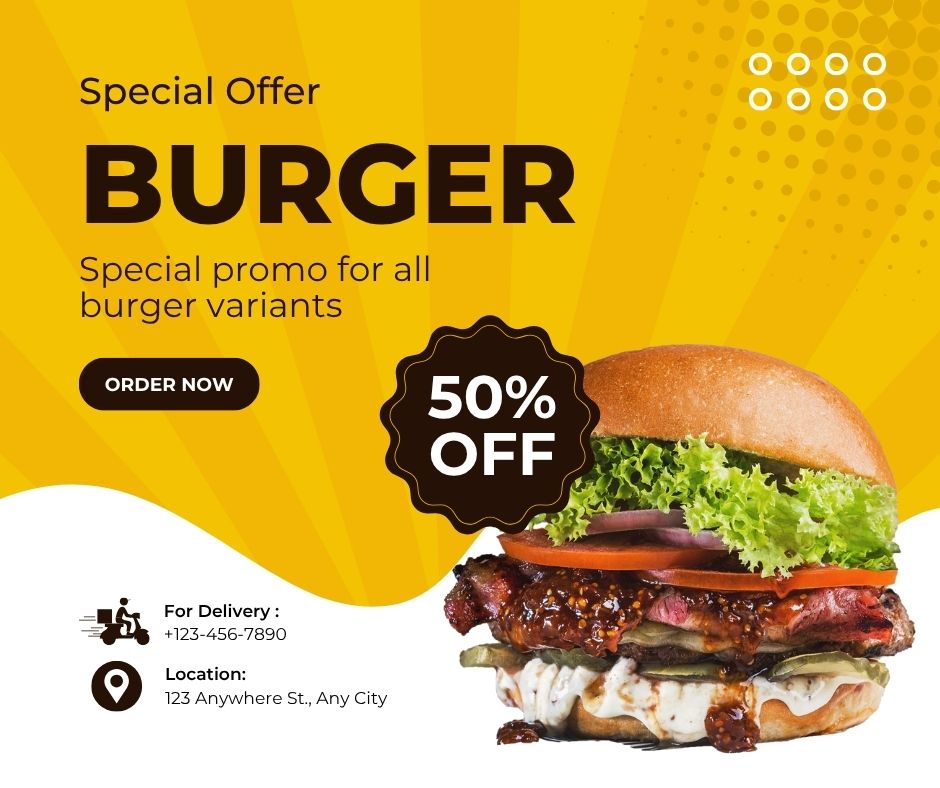 Special Offer
BURGER
Special promo for all
burger variants
ORDER NOW
50%
OFF
For Delivery :
+123-456-7890
Location:
123 Anywhere St., Any City